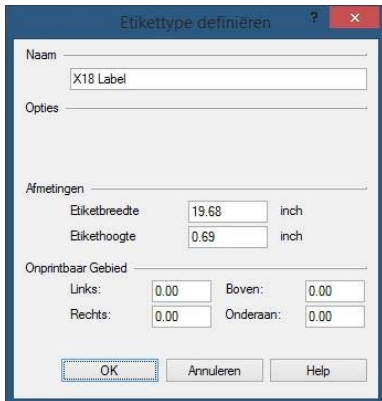 Etikettype definiëren ? x
Naam
X18 Label
Opties
Afmetingen
Etiketbreedte 19.68 inch
Etikethoogte 0.69 inch
Onprintbaar Gebied
Links: 0.00 Boven: 0.00
Rechts: 0.00 Onderaan: 0.00
OK Annuleren Help